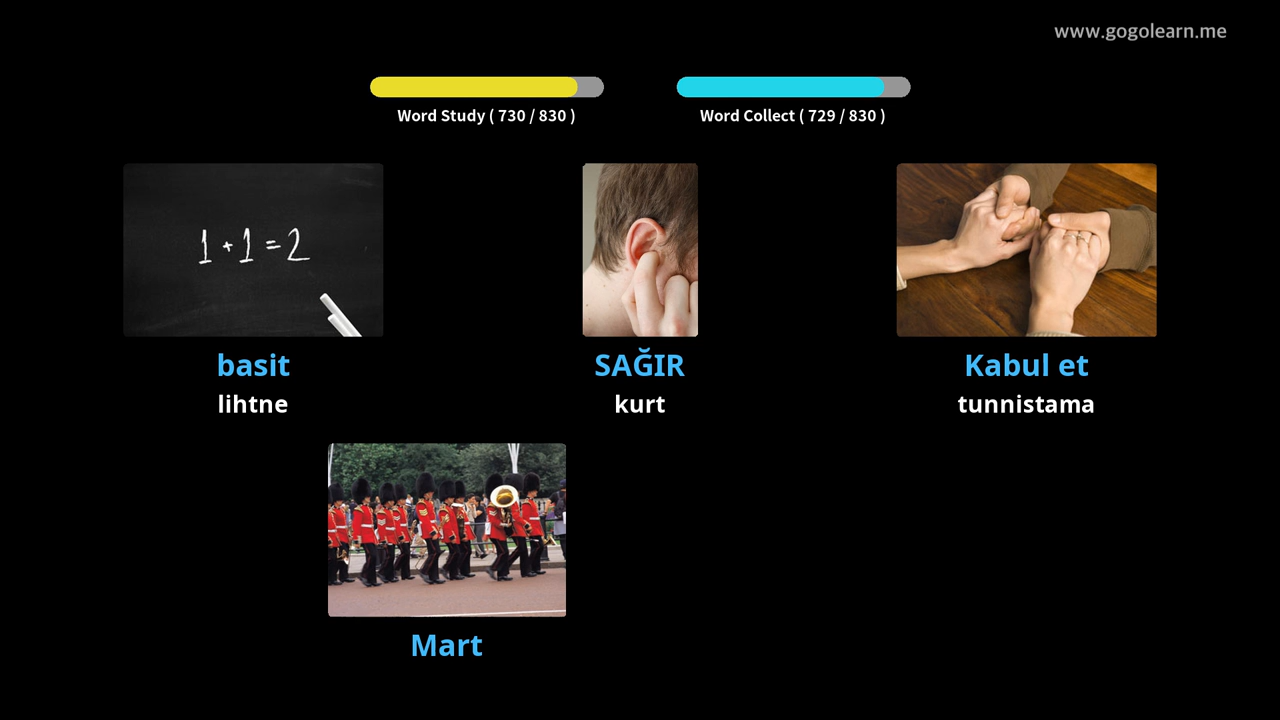 www.gogolearn.me
Word Study ( 730 / 830 )
Word Collect ( 729 / 830 )
1 + 1 = 2
basit
lihtne
SAĞIR
kurt
Kabul et
tunnistama
Mart